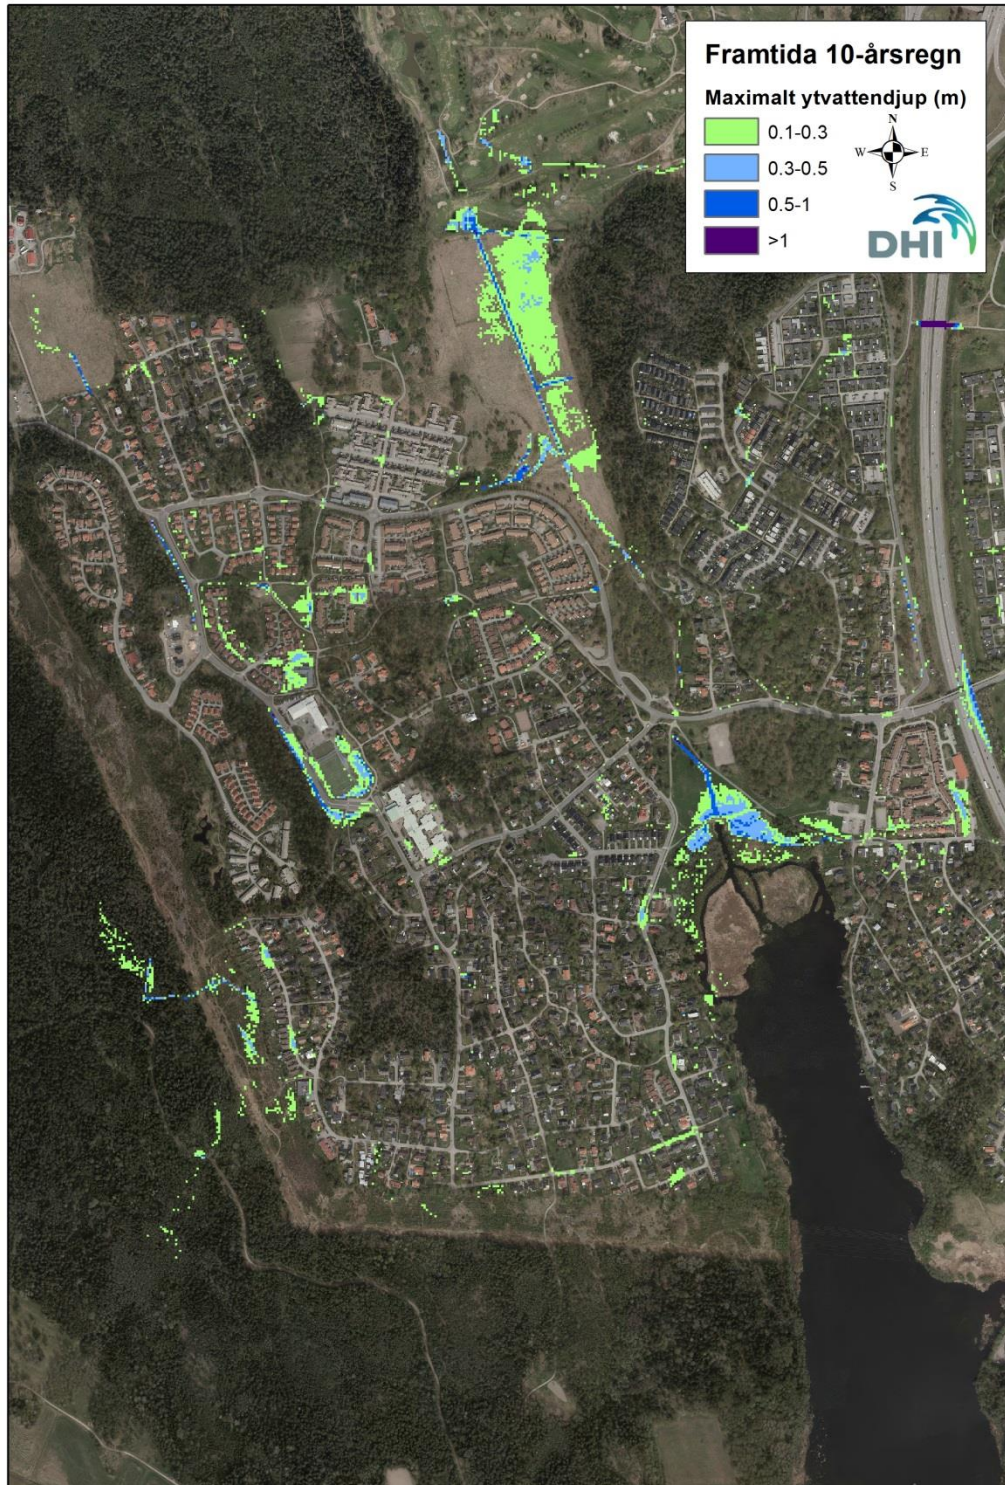 Framtida 10-årsregn
Maximalt ytvattendjup (m)
0.1-0.3
0.3-0.5
0.5-1
>1
N
W E
S
DHI